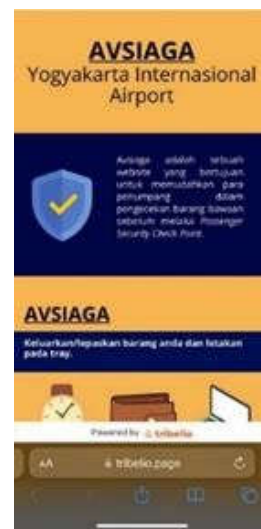 AVSIAGA
Yogyakarta Internasional
Airport
Avsiaga adalah sebuah
website yang bertujuan
untuk memudahkan para
penumpang dalam
pengecekan barang bawaan
sebelum melalui Passenger
Security Check Point.
AVSIAGA
Keluarkan/lepaskan barang anda dan letakan
pada tray.
Powered by tribelio
AA tribelio.page